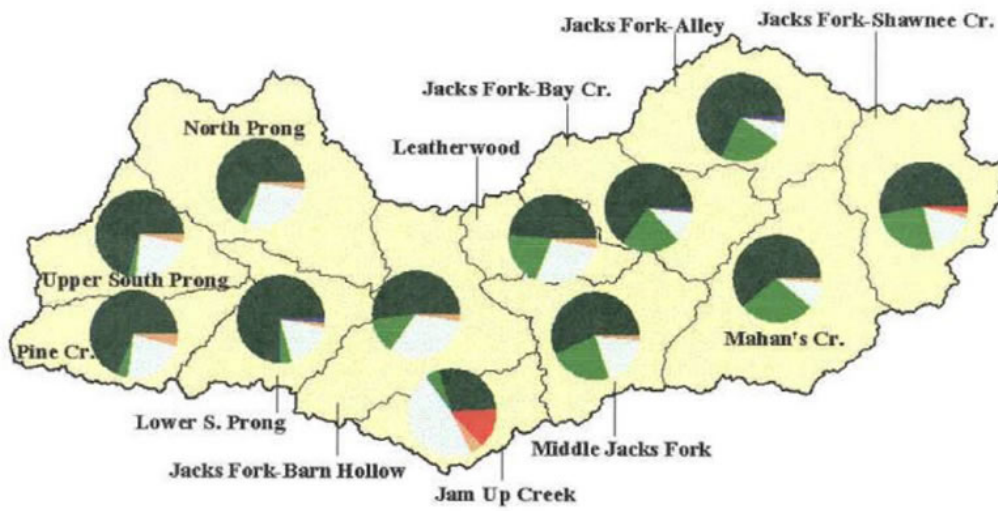 Jacks Fork-Shawnee Cr.
Jacks Fork-Alley
Jacks Fork-Bay Cr.
North Prong
Leatherwood
Upper South Prong
Pine Cr.
Mahan's Cr.
Lower S. Prong
Middle Jacks Fork
Jacks Fork-Barn Hollow
Jam Up Creek